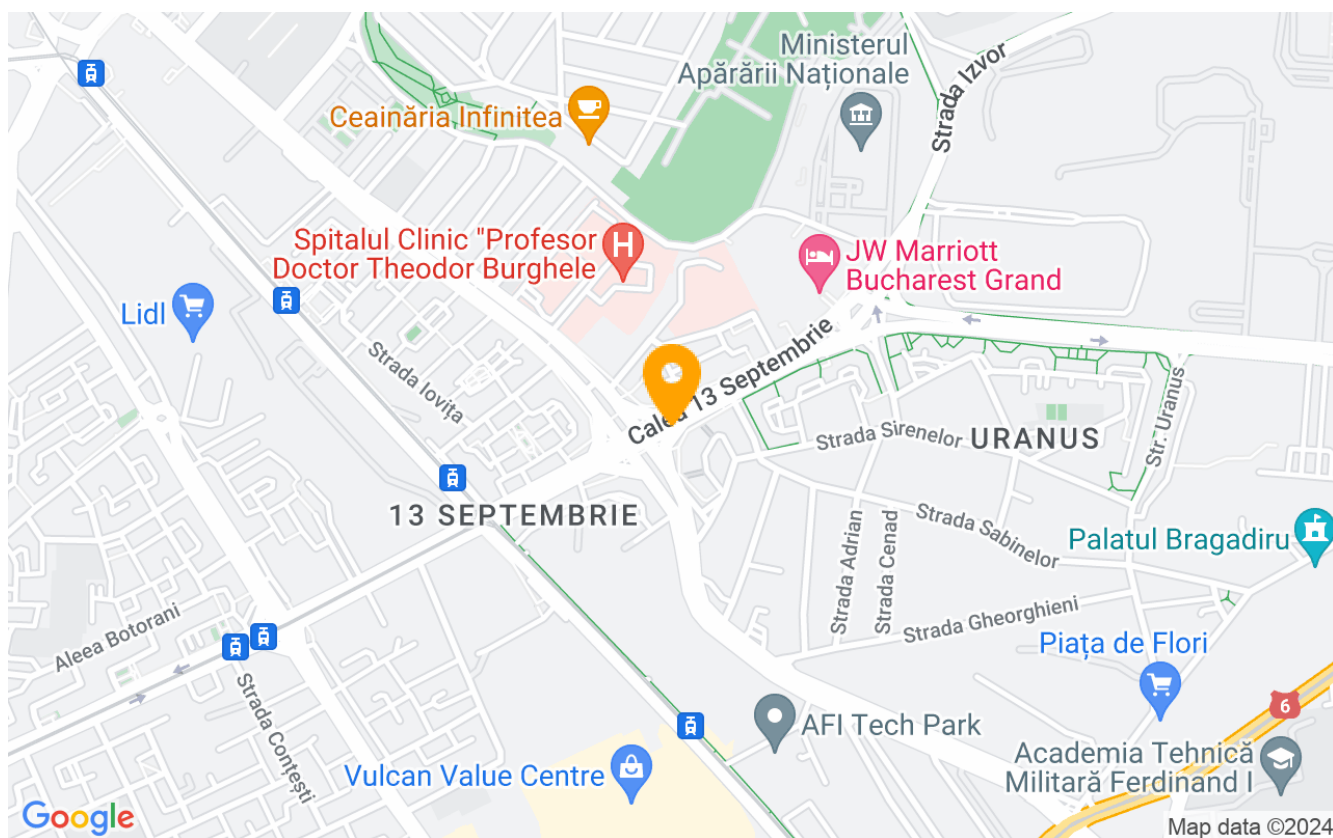 Ministerul
Apărării Naționale
Strada Izvor
Ceainăria Infinitea
Spitalul Clinic "Profesor
Doctor Theodor Burghele
H
JW Marriott
Bucharest Grand
Lidl
Strada Iovița
Calea 13 Septembrie
Strada Sirenelor
URANUS
Str. Uranus
13 SEPTEMBRIE
Strada Sabinelor
Palatul Bragadiru
Strada Adrian
Strada Cenad
Strada Gheorghieni
Aleea Botorani
Piața de Flori
Strada Contești
6
AFI Tech Park
Vulcan Value Centre
Academia Tehnică
Militară Ferdinand I
Google
Map data ©2024